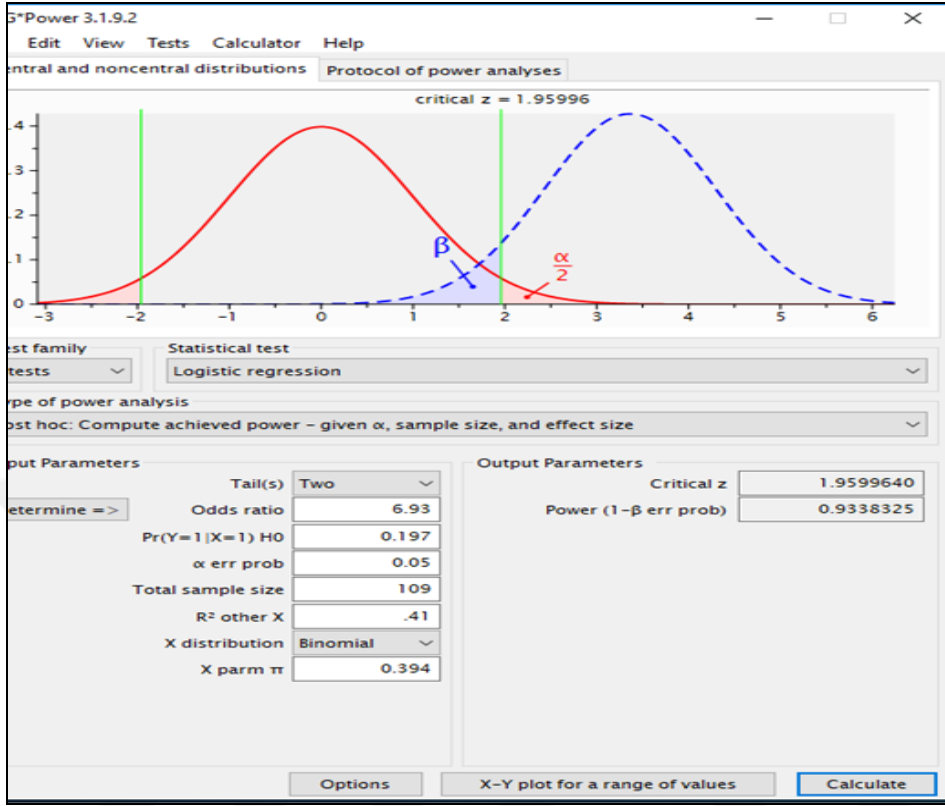 G*Power 3.1.9.2
Edit View Tests Calculator Help
entral and noncentral distributions Protocol of power analyses
critical z = 1.95996
.4
.3
.2
.1
0
β
α
2
-3 -2 -1 0 1 2 3 4 5 6
est family Statistical test
tests Logistic regression
ype of power analysis
ost hoc: Compute achieved power - given α, sample size, and effect size
put Parameters Output Parameters
Tail(s) Two Critical z 1.9599640
etermine => Odds ratio 6.93 Power (1-β err prob) 0.9338325
Pr(Y=1|X=1) H0 0.197
α err prob 0.05
Total sample size 109
R² other X .41
X distribution Binomial
X parm π 0.394
Options X-Y plot for a range of values Calculate